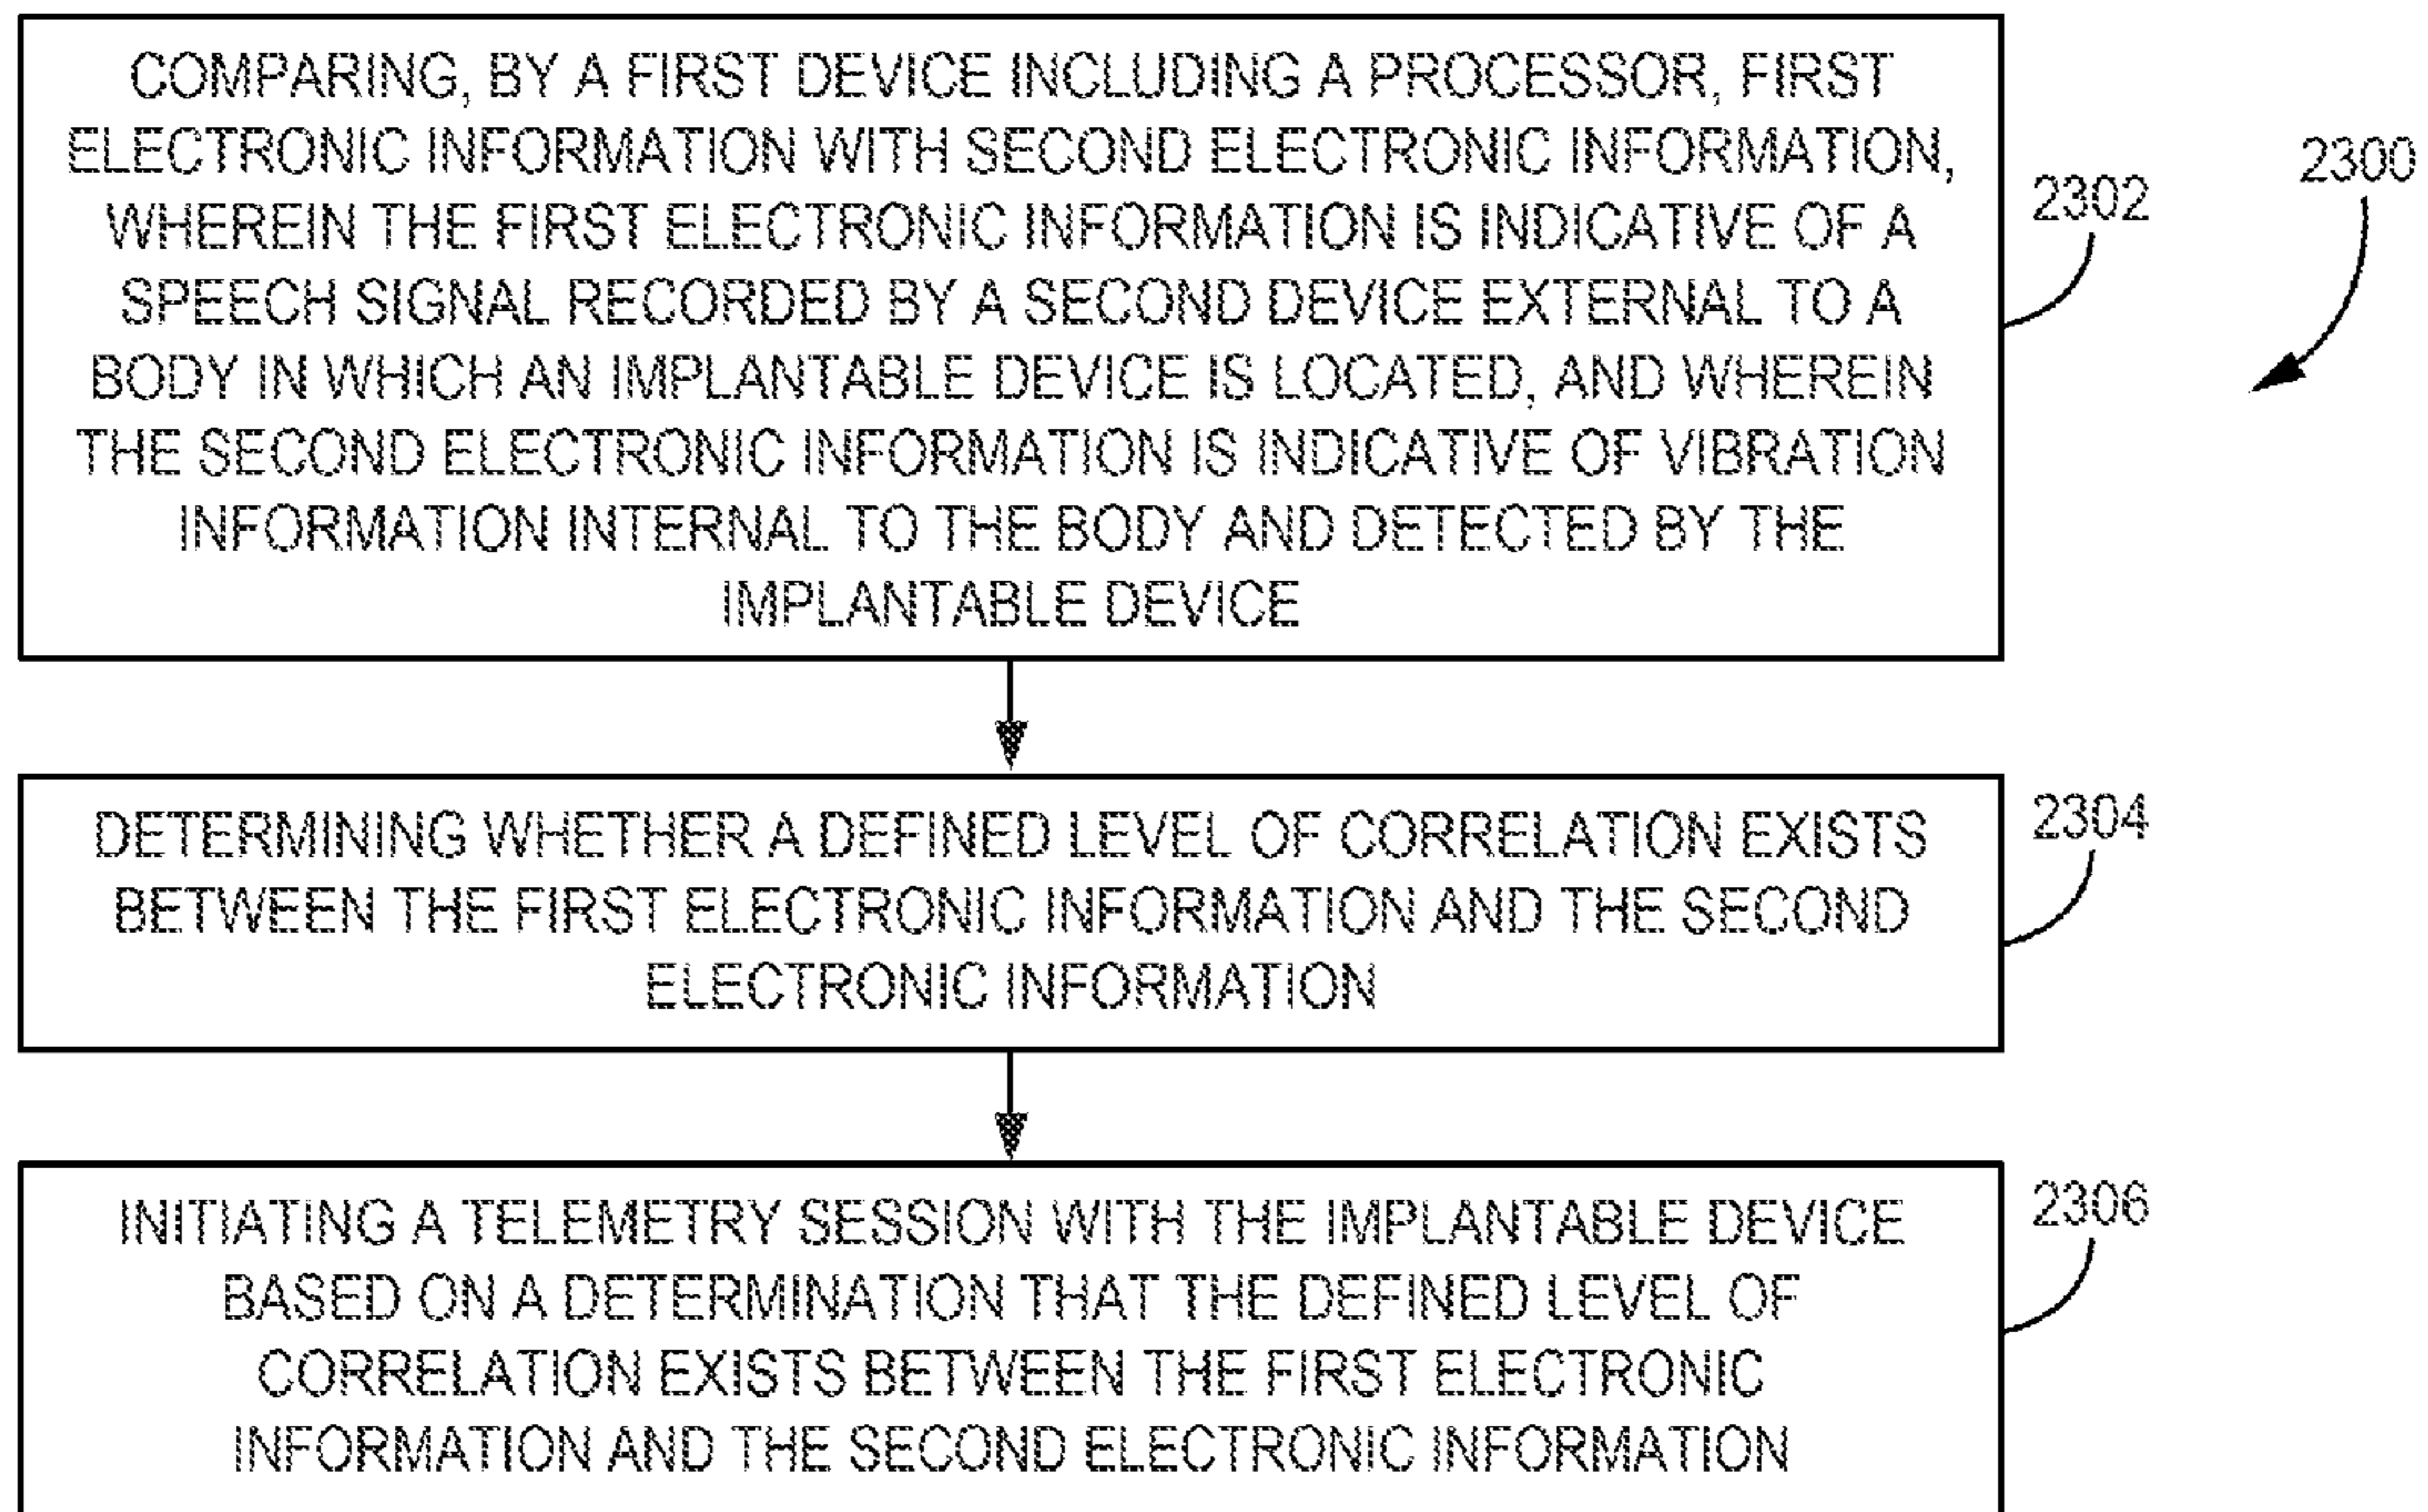 COMPARING, BY A FIRST DEVICE INCLUDING A PROCESSOR, FIRST
ELECTRONIC INFORMATION WITH SECOND ELECTRONIC INFORMATION,
WHEREIN THE FIRST ELECTRONIC INFORMATION IS INDICATIVE OF A
SPEECH SIGNAL RECORDED BY A SECOND DEVICE EXTERNAL TO A
BODY IN WHICH AN IMPLANTABLE DEVICE IS LOCATED, AND WHEREIN
THE SECOND ELECTRONIC INFORMATION IS INDICATIVE OF VIBRATION
INFORMATION INTERNAL TO THE BODY AND DETECTED BY THE
IMPLANTABLE DEVICE
2302
2300
DETERMINING WHETHER A DEFINED LEVEL OF CORRELATION EXISTS
BETWEEN THE FIRST ELECTRONIC INFORMATION AND THE SECOND
ELECTRONIC INFORMATION
2304
INITIATING A TELEMETRY SESSION WITH THE IMPLANTABLE DEVICE
BASED ON A DETERMINATION THAT THE DEFINED LEVEL OF
CORRELATION EXISTS BETWEEN THE FIRST ELECTRONIC
INFORMATION AND THE SECOND ELECTRONIC INFORMATION
2306